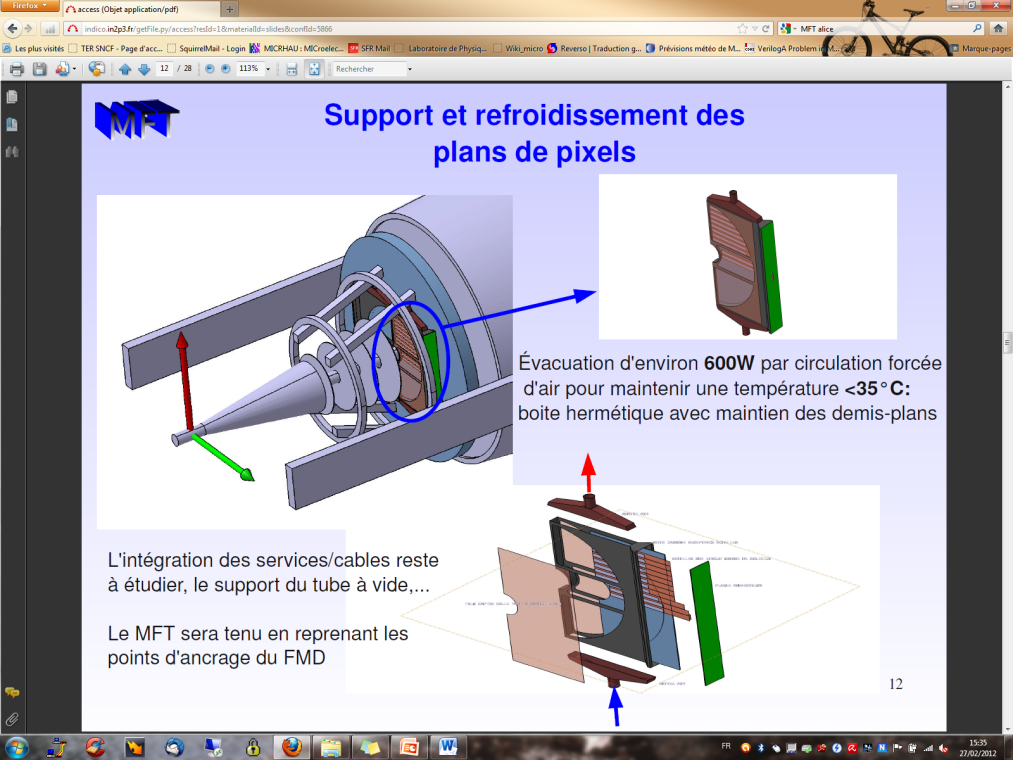 Firefox
access (Objet application/pdf)
indico.in2p3.fr/getFile.py/access?resId=1&materialId=slides&confId=5866
MFT alice
Les plus visités
TER SNCF - Page d'acc...
SquirrelMail - Login
MICRHAU : MICroelec...
SFR Mail
Laboratoire de Physiq...
Wiki_micro
Reverso | Traduction g...
Prévisions météo de M...
VerilogA Problem in M...
Marque-pages
12 / 28
113%
Rechercher
MFT
Support et refroidissement des
plans de pixels
Évacuation d'environ 600W par circulation forcée
d'air pour maintenir une température <35°C:
boite hermétique avec maintien des demis-plans
L'intégration des services/cables reste
à étudier, le support du tube à vide,...
Le MFT sera tenu en reprenant les
points d'ancrage du FMD
12
FR
15:35
27/02/2012